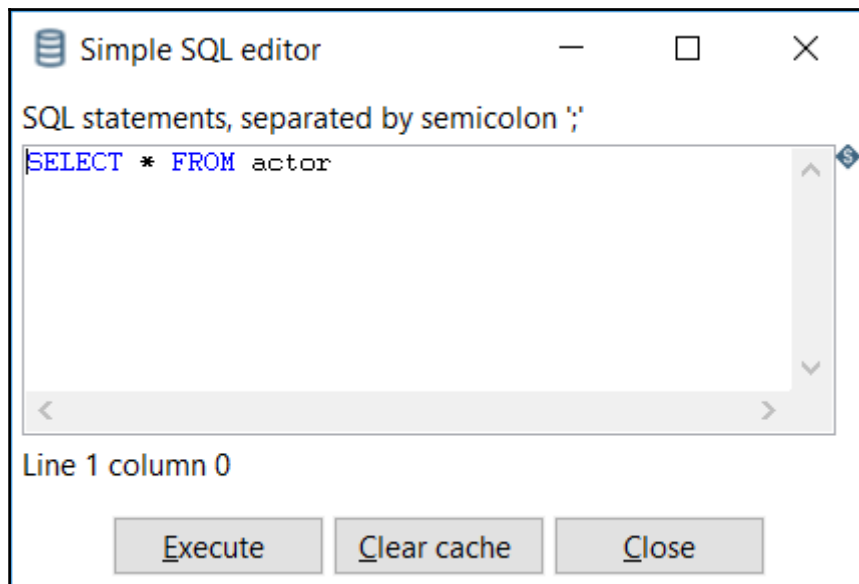 Simple SQL editor
SQL statements, separated by semicolon ';'
SELECT * FROM actor
Line 1 column 0
Execute Clear cache Close